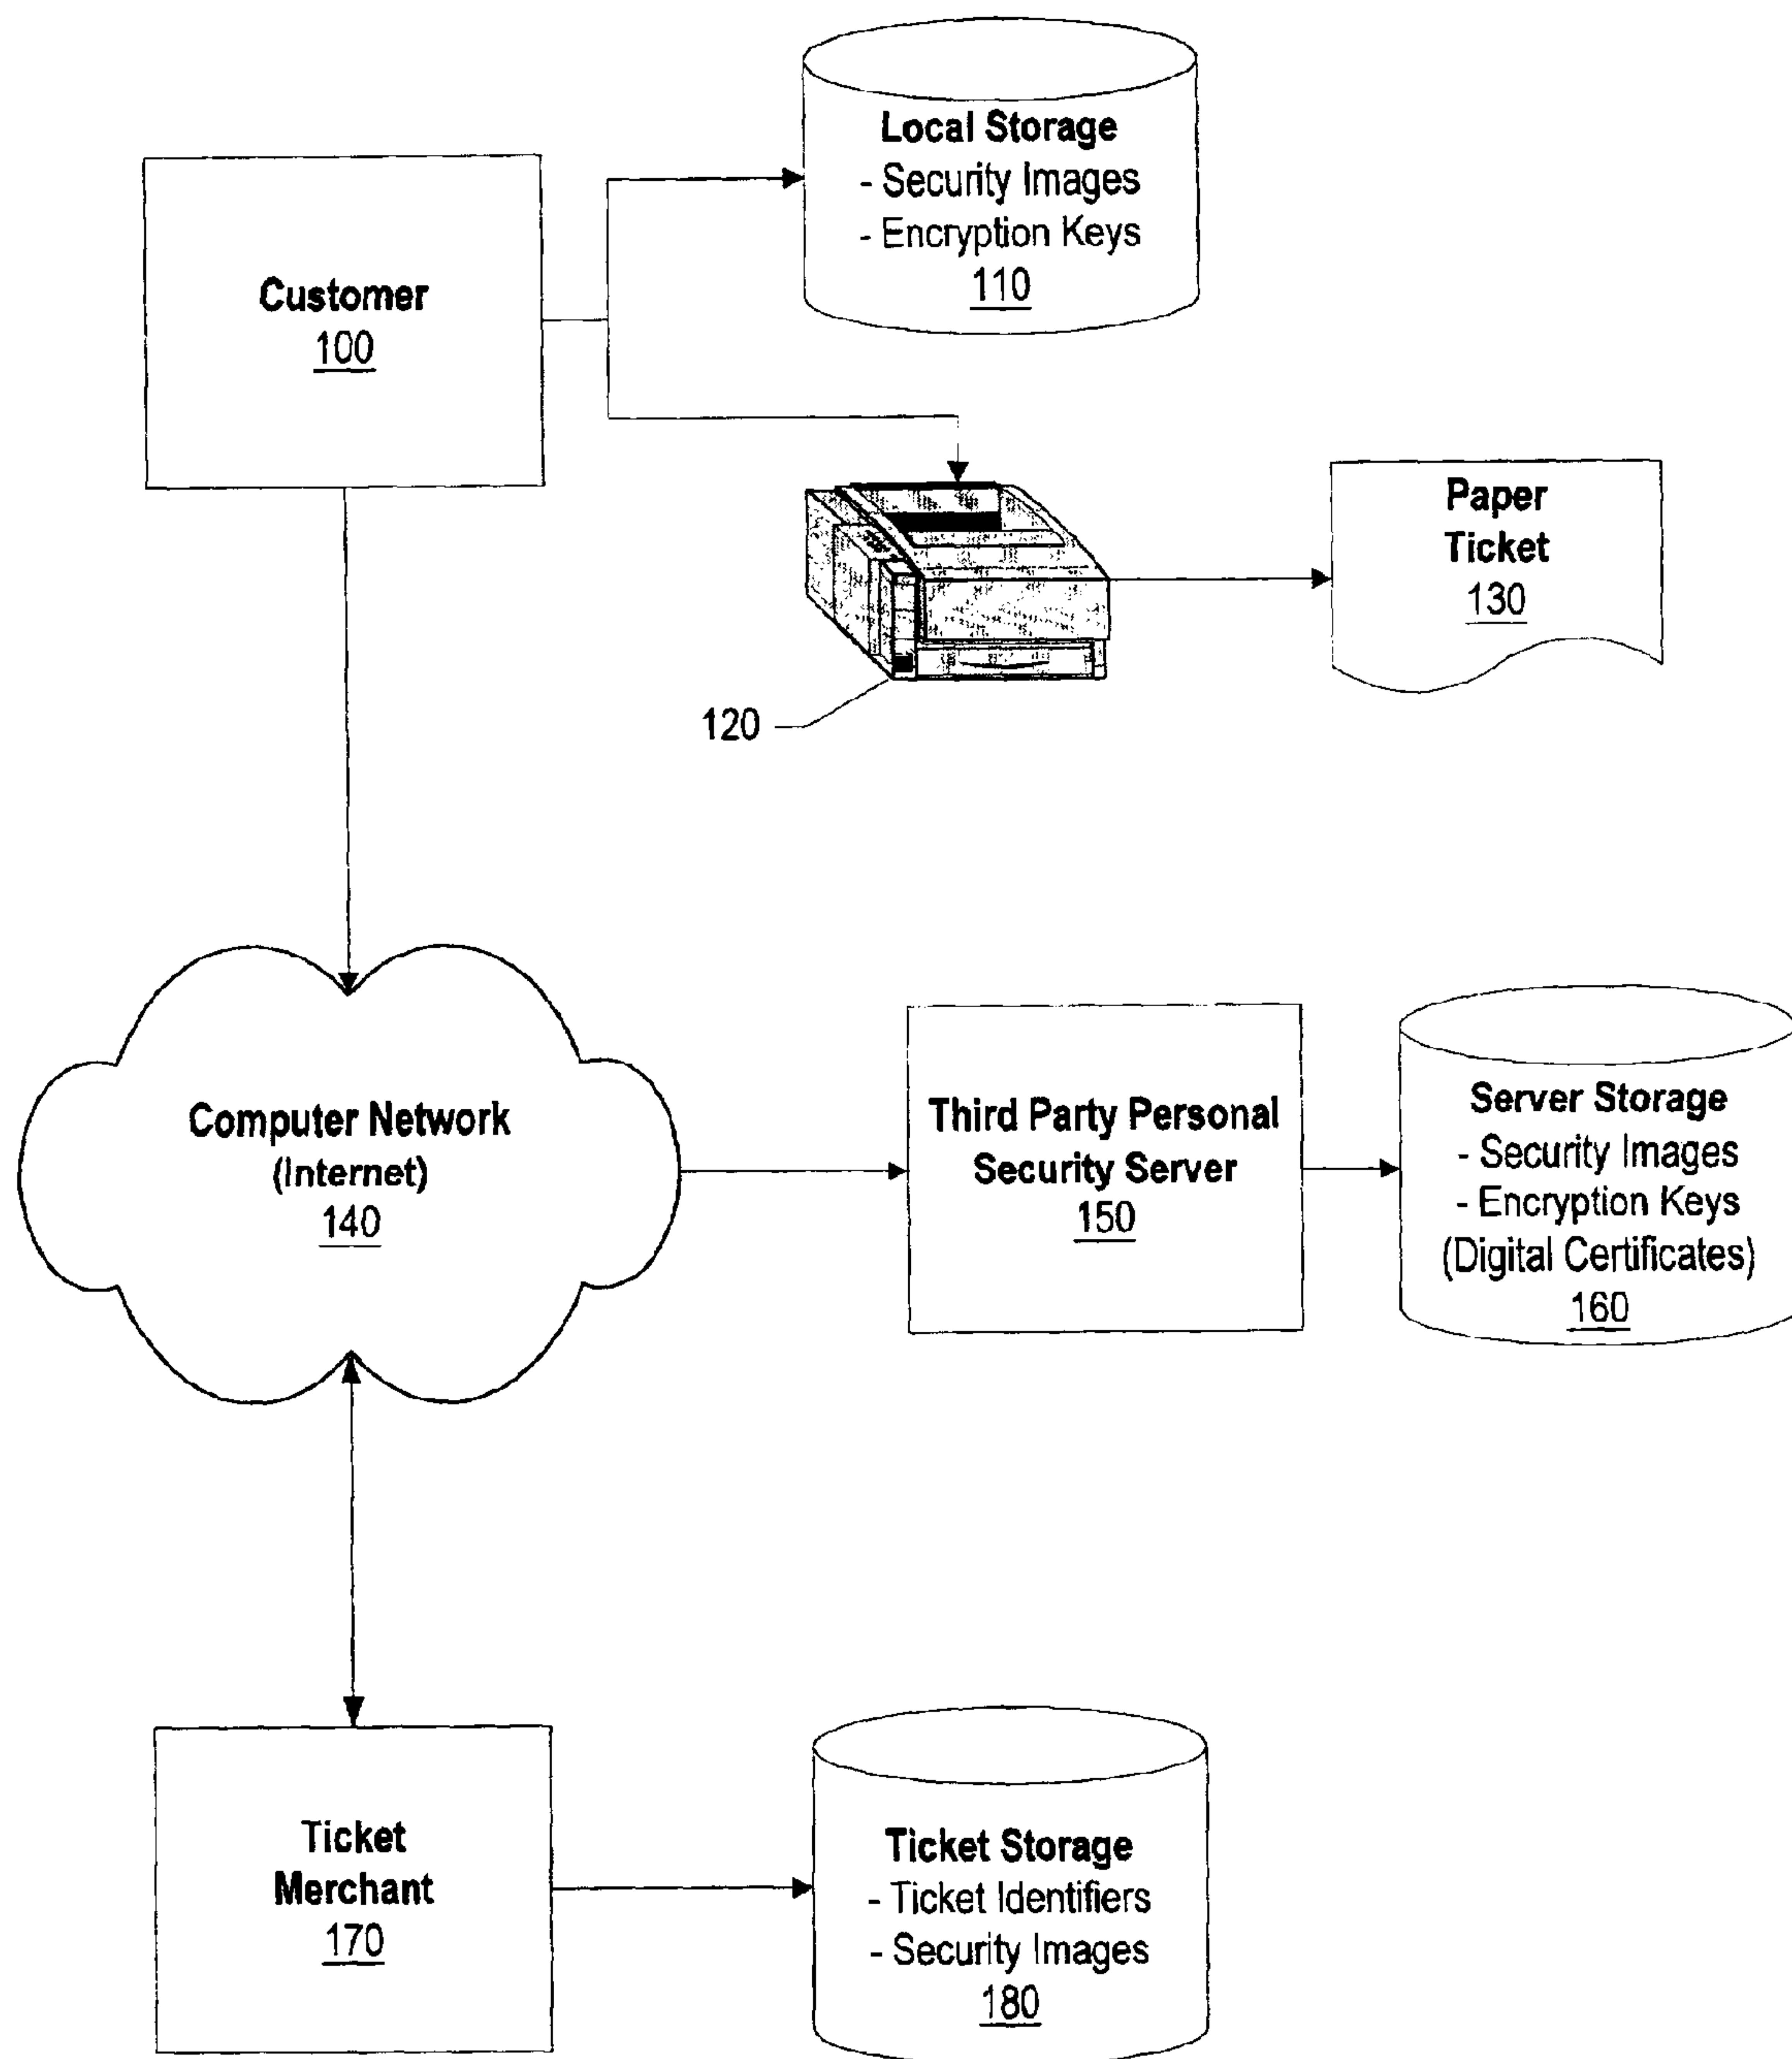 Local Storage
- Security Images
- Encryption Keys
110
Customer
100
Paper
Ticket
130
120
Computer Network
(Internet)
140
Third Party Personal
Security Server
150
Server Storage
- Security Images
- Encryption Keys
(Digital Certificates)
160
Ticket
Merchant
170
Ticket Storage
- Ticket Identifiers
- Security Images
180